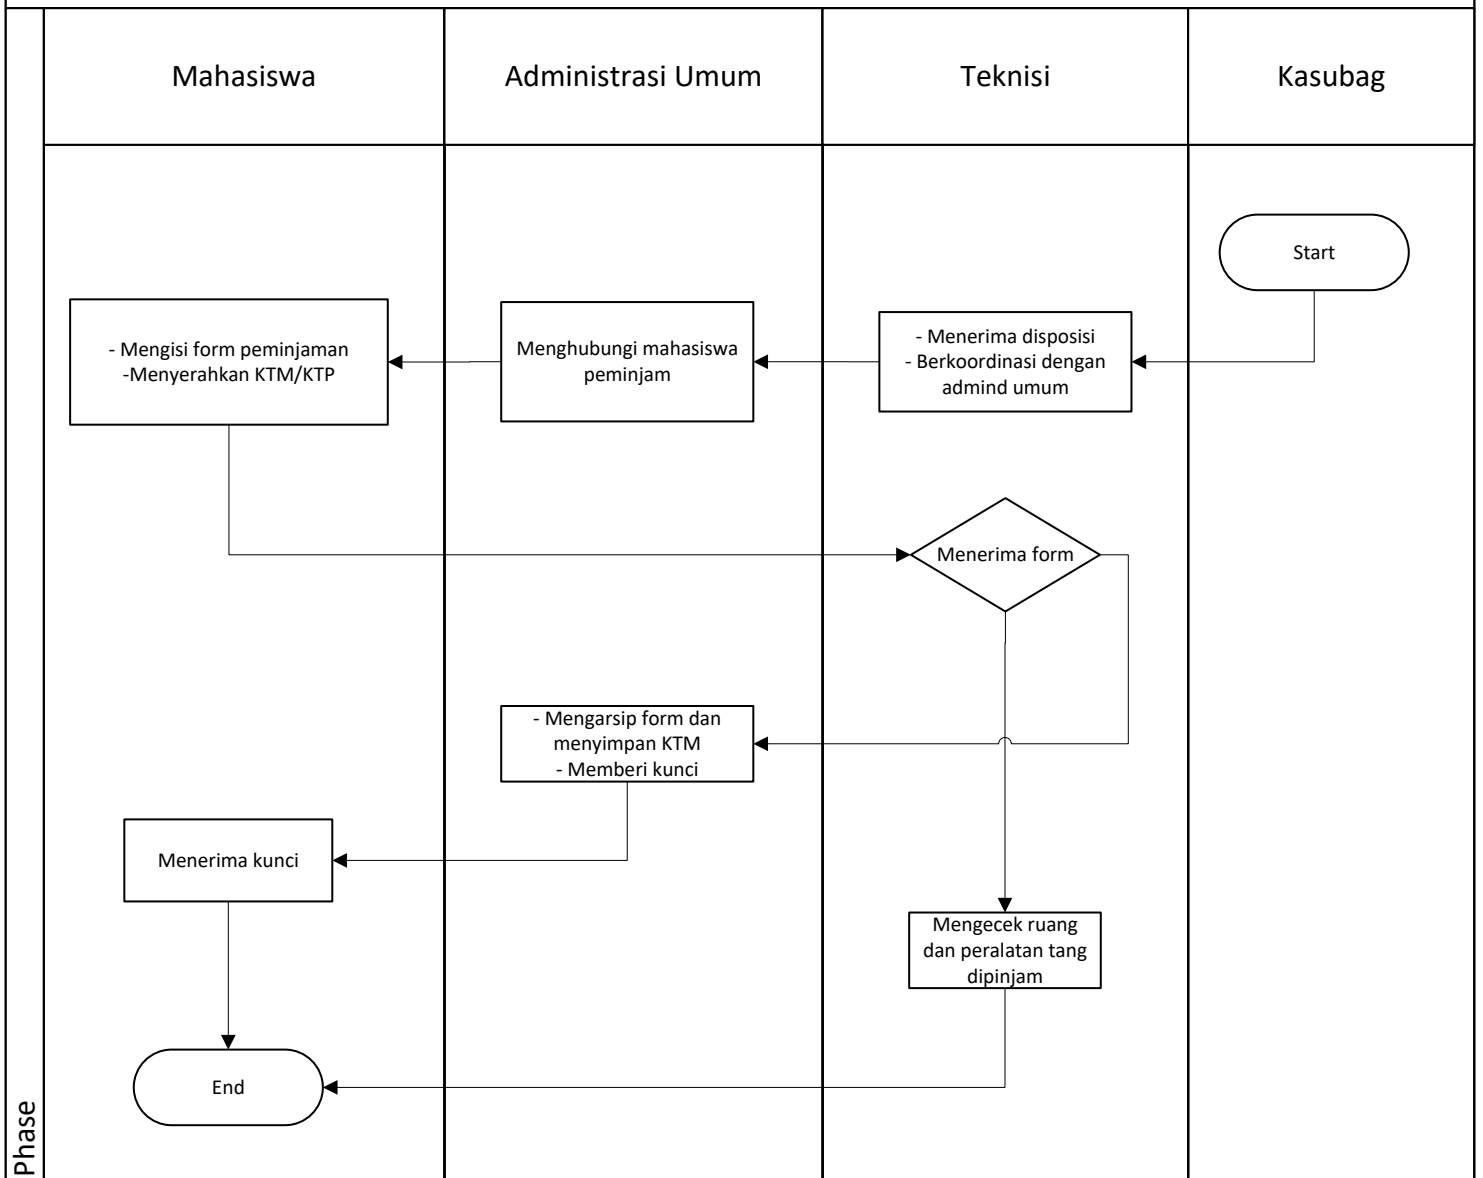 Mahasiswa
Administrasi Umum
Teknisi
Kasubag
Start
- Mengisi form peminjaman
-Menyerahkan KTM/KTP
Menghubungi mahasiswa
peminjam
- Menerima disposisi
- Berkoordinasi dengan
admind umum
Menerima form
- Mengarsip form dan
menyimpan KTM
- Memberi kunci
Menerima kunci
Mengecek ruang
dan peralatan tang
dipinjam
End
Phase